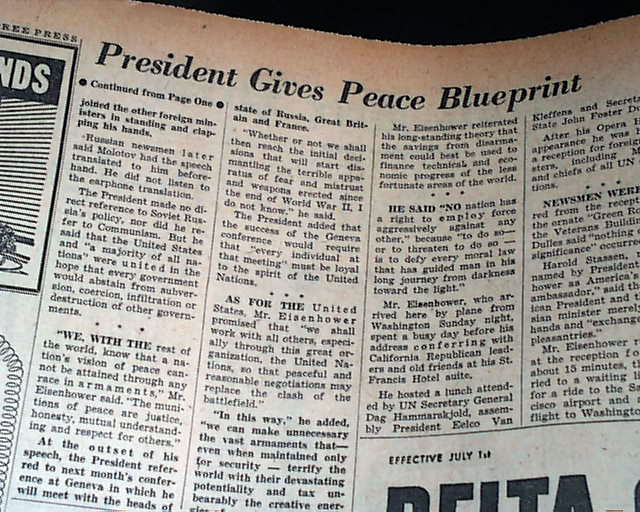 REE PRESS
NDS
President Gives Peace Blueprint
● Continued from Page One ●
joined the other foreign min-
isters in standing and clap-
ping his hands.
Russian newsmen later
said Molotov had the speech
translated to him before-
hand. He did not listen to
the earphone translation.
The President made no di-
rect reference to Soviet Rus-
sia's policy, nor did he re-
fer to Communism. But he
said that the United States
and "a majority of all na-
tions" were united in the
hope that every government
would abstain from subver-
sion, coercion, infiltration or
destruction of other govern-
ments.
* * *
"WE, WITH THE rest of
the world, know that a na-
tion's vision of peace can-
not be attained through any
race in armaments," Mr.
Eisenhower said. "The muni-
tions of peace are justice,
honesty, mutual understand-
ing and respect for others."
At the outset of his
speech, the President refer-
red to next month's confer-
ence at Geneva in which he
will meet with the heads of
state of Russia, Great Brit-
ain and France.
"Whether or not we shall
then reach the initial deci-
sions that will start dis-
mantling the terrible appa-
ratus of fear and mistrust
and weapons erected since
the end of World War II, I
do not know," he said.
The President added that
the success of the Geneva
conference would require
that "every individual at
that meeting" must be loyal
to the spirit of the United
Nations.
* * *
AS FOR THE United
States, Mr. Eisenhower
promised that "we shall
work with all others, especi-
ally through this great or-
ganization, the United Na-
tions, so that peaceful and
reasonable negotiations may
replace the clash of the
battlefield."
"In this way," he added,
"we can make unnecessary
the vast armaments that—
even when maintained only
for security — terrify the
world with their devastating
potentiality and tax un-
bearably the creative ener-
gies of
Mr. Eisenhower reiterated
his long-standing theory that
the savings from disarma-
ment could best be used to
finance technical and eco-
nomic progress of the less
fortunate areas of the world.
* * *
HE SAID "NO nation has
a right to employ force
aggressively against any
other," because "to do so—
or to threaten to do so —
is to defy every moral law
that has guided man in his
long journey from darkness
toward the light."
Mr. Eisenhower, who ar-
rived here by plane from
Washington Sunday night,
spent a busy day before his
address conferring with
California Republican lead-
ers and old friends at his St.
Francis Hotel suite.
He hosted a lunch attend-
ed by UN Secretary General
Dag Hammarskjold, assem-
bly President Eelco Van
Kleffens and Secreta
State John Foster Du
After his Opera H
appearance he was
a reception for foreign
sters, including M
and chiefs of all UN
tions.
NEWSMEN WER
red from the recept
the ornate "Green R
the Veterans Buildin
Dulles said "nothing
significance" occurre
Harold Stassen,
named by President
hower as America's
ambassador," said th
ican President and
sian minister merely
hands and "exchange
pleasantries."
Mr. Eisenhower r
at the reception fo
about 15 minutes, th
ried to a waiting li
for a ride to the Sa
cisco airport and
flight to Washingto
EFFECTIVE JULY 1st
DELTA